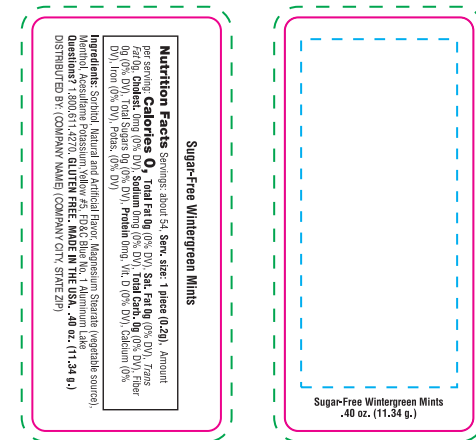 Sugar-Free Wintergreen Mints
Nutrition Facts Servings: about 54, Serv. size: 1 piece (0.2g), Amount
per serving: Calories 0, Total Fat 0g (0% DV), Sat. Fat 0g (0% DV), Trans
Fat 0g, Cholest. 0mg (0% DV), Sodium 0mg (0% DV), Total Carb. 0g (0% DV), Fiber
0g (0% DV), Total Sugars 0g (0% DV), Protein 0mg, Vit. D (0% DV), Calcium (0%
DV), Iron (0% DV), Potas. (0% DV)
Ingredients: Sorbitol, Natural and Artificial Flavor, Magnesium Stearate (vegetable source),
Menthol, Acesulfame Potassium,Yellow #5, FD&C Blue No. 1 Aluminum Lake
Questions? 1.800.611.4270. GLUTEN FREE. MADE IN THE USA. .40 oz. (11.34 g.)
DISTRIBUTED BY: (COMPANY NAME) (COMPANY CITY, STATE ZIP)
Sugar-Free Wintergreen Mints
.40 oz. (11.34 g.)